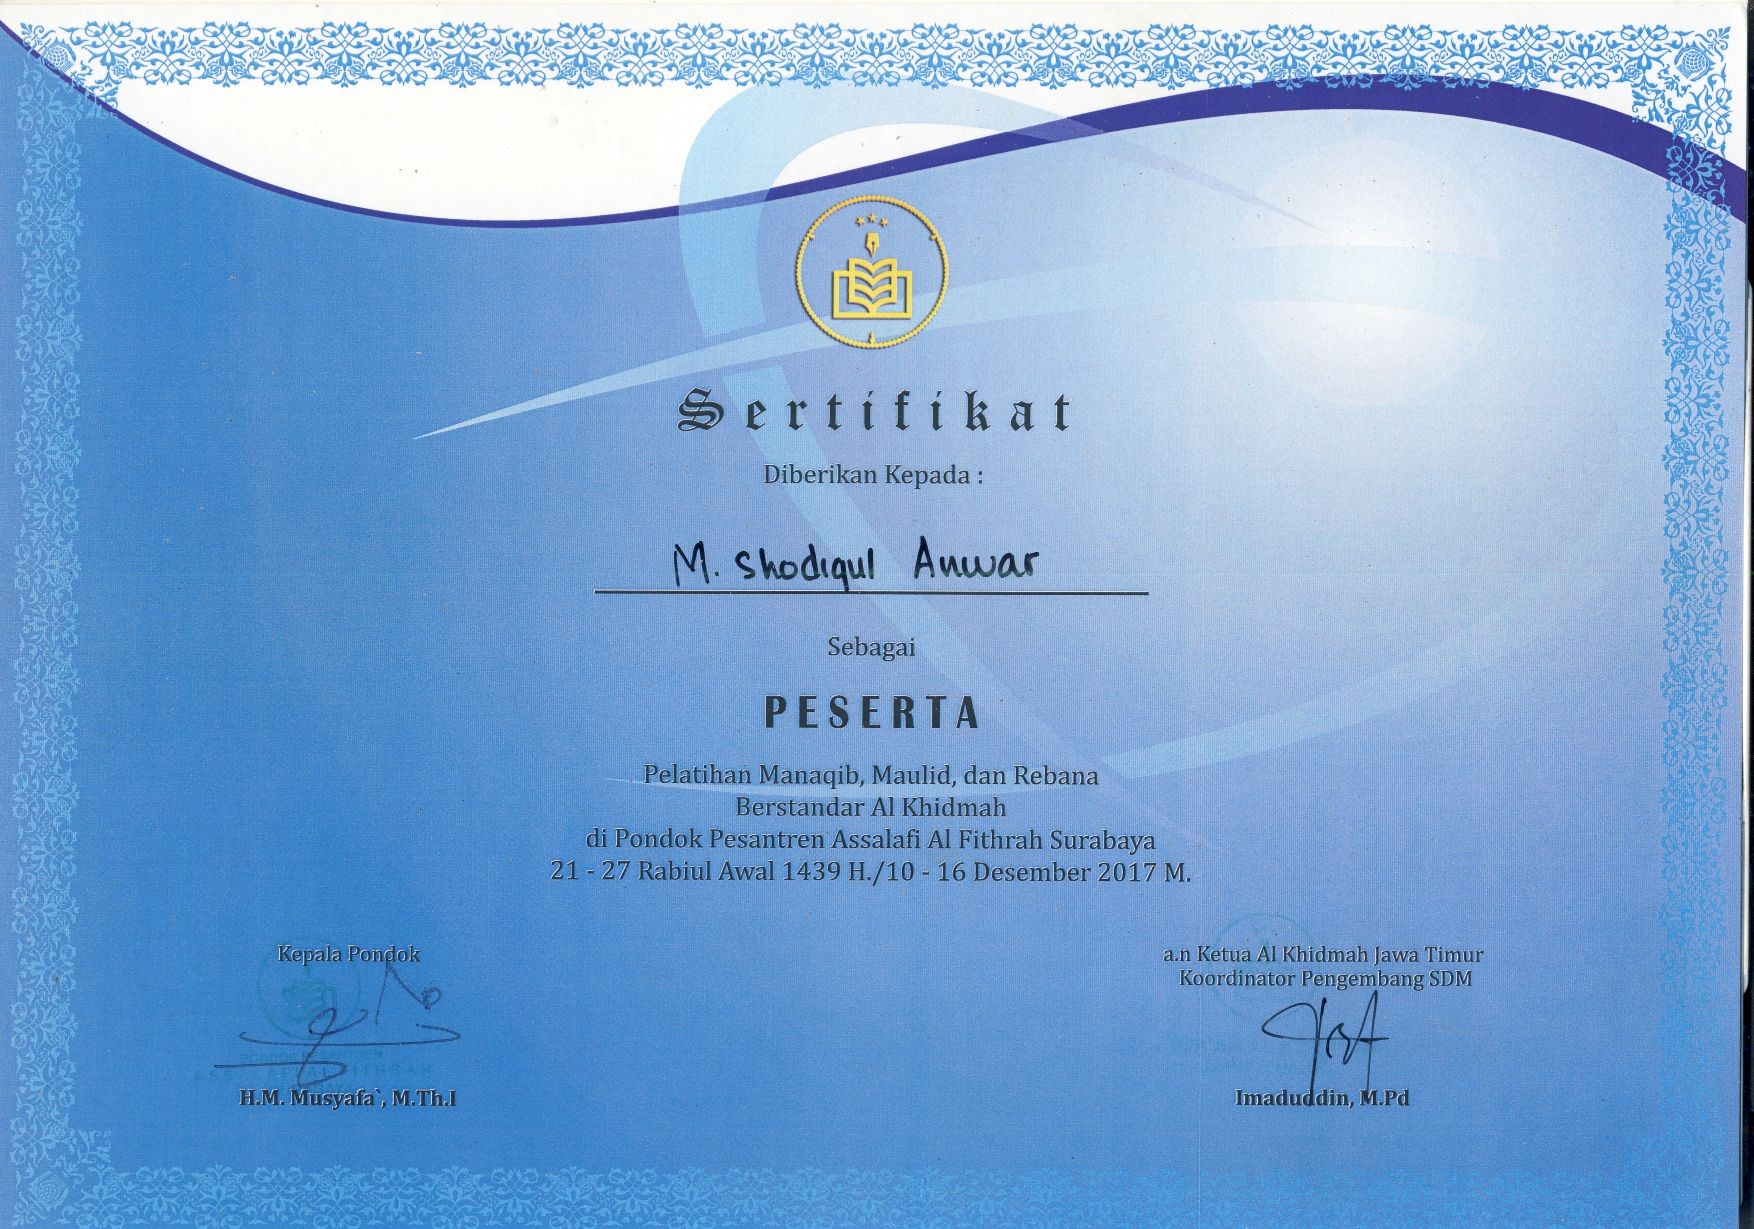 Sertifikat
Diberikan Kepada :
M. Shodiqul Anwar
Sebagai
PESERTA
Pelatihan Manaqib, Maulid, dan Rebana
Berstandar Al Khidmah
di Pondok Pesantren Assalafi Al Fithrah Surabaya
21 - 27 Rabiul Awal 1439 H./10 - 16 Desember 2017 M.
Kepala Pondok
H.M. Musyafa`, M.Th.I
a.n Ketua Al Khidmah Jawa Timur
Koordinator Pengembang SDM
Imaduddin, M.Pd